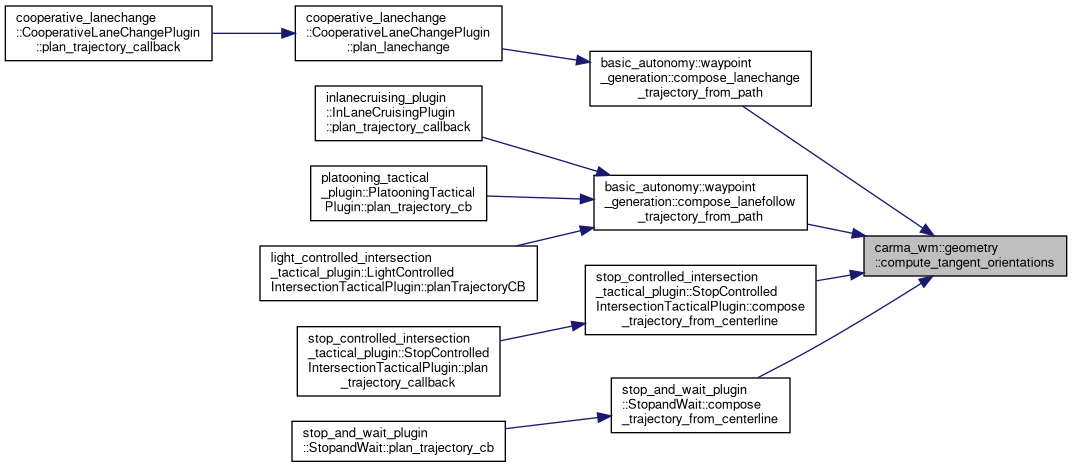 cooperative_lanechange
::CooperativeLaneChangePlugin
::plan_trajectory_callback
cooperative_lanechange
::CooperativeLaneChangePlugin
::plan_lanechange
basic_autonomy::waypoint
_generation::compose_lanechange
_trajectory_from_path
inlanecruising_plugin
::InLaneCruisingPlugin
::plan_trajectory_callback
platooning_tactical
_plugin::PlatooningTactical
Plugin::plan_trajectory_cb
basic_autonomy::waypoint
_generation::compose_lanefollow
_trajectory_from_path
light_controlled_intersection
_tactical_plugin::LightControlled
IntersectionTacticalPlugin::planTrajectoryCB
carma_wm::geometry
::compute_tangent_orientations
stop_controlled_intersection
_tactical_plugin::StopControlled
IntersectionTacticalPlugin::compose
_trajectory_from_centerline
stop_controlled_intersection
_tactical_plugin::StopControlled
IntersectionTacticalPlugin::plan
_trajectory_callback
stop_and_wait_plugin
::StopandWait::compose
_trajectory_from_centerline
stop_and_wait_plugin
::StopandWait::plan_trajectory_cb